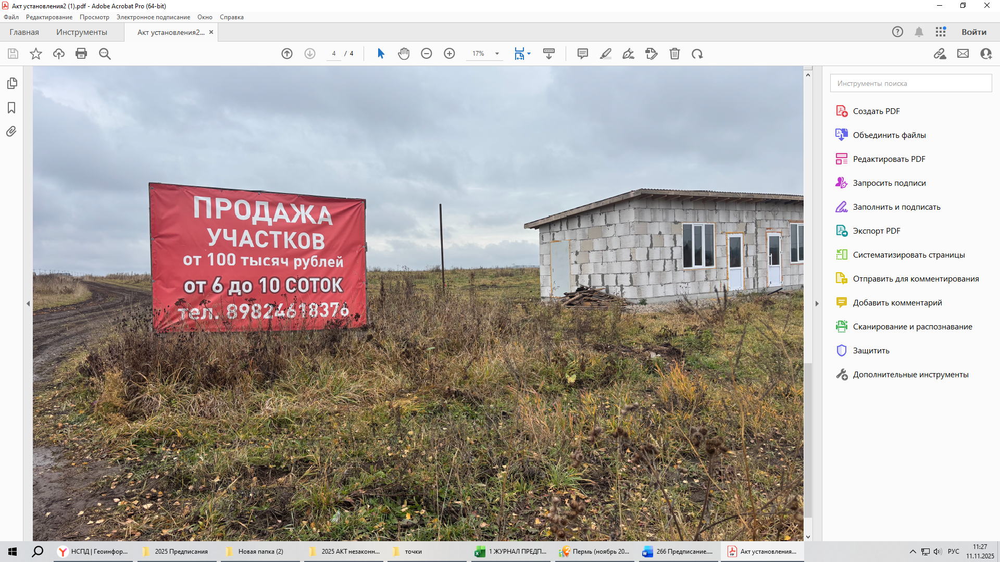 Акт установления2 (1).pdf - Adobe Acrobat Pro (64-bit)
Файл Редактирование Просмотр Электронное подписание Окно Справка
Главная Инструменты Акт установления2... Войти
4 / 4 17%
ПРОДАЖА
УЧАСТКОВ
от 100 тысяч рублей
от 6 до 10 СОТОК
тел. 89824618376
Инструменты поиска
Создать PDF
Объединить файлы
Редактировать PDF
Запросить подписи
Заполнить и подписать
Экспорт PDF
Систематизировать страницы
Отправить для комментирования
Добавить комментарий
Сканирование и распознавание
Защитить
Дополнительные инструменты
НСПД | Геоинфор... 2025 Предписания Новая папка (2) 2025 АКТ незаконн... точки 1 ЖУРНАЛ ПРЕДП... Пермь (ноябрь 20... 266 Предписание.... Акт установления... РУС 11:27
11.11.2025